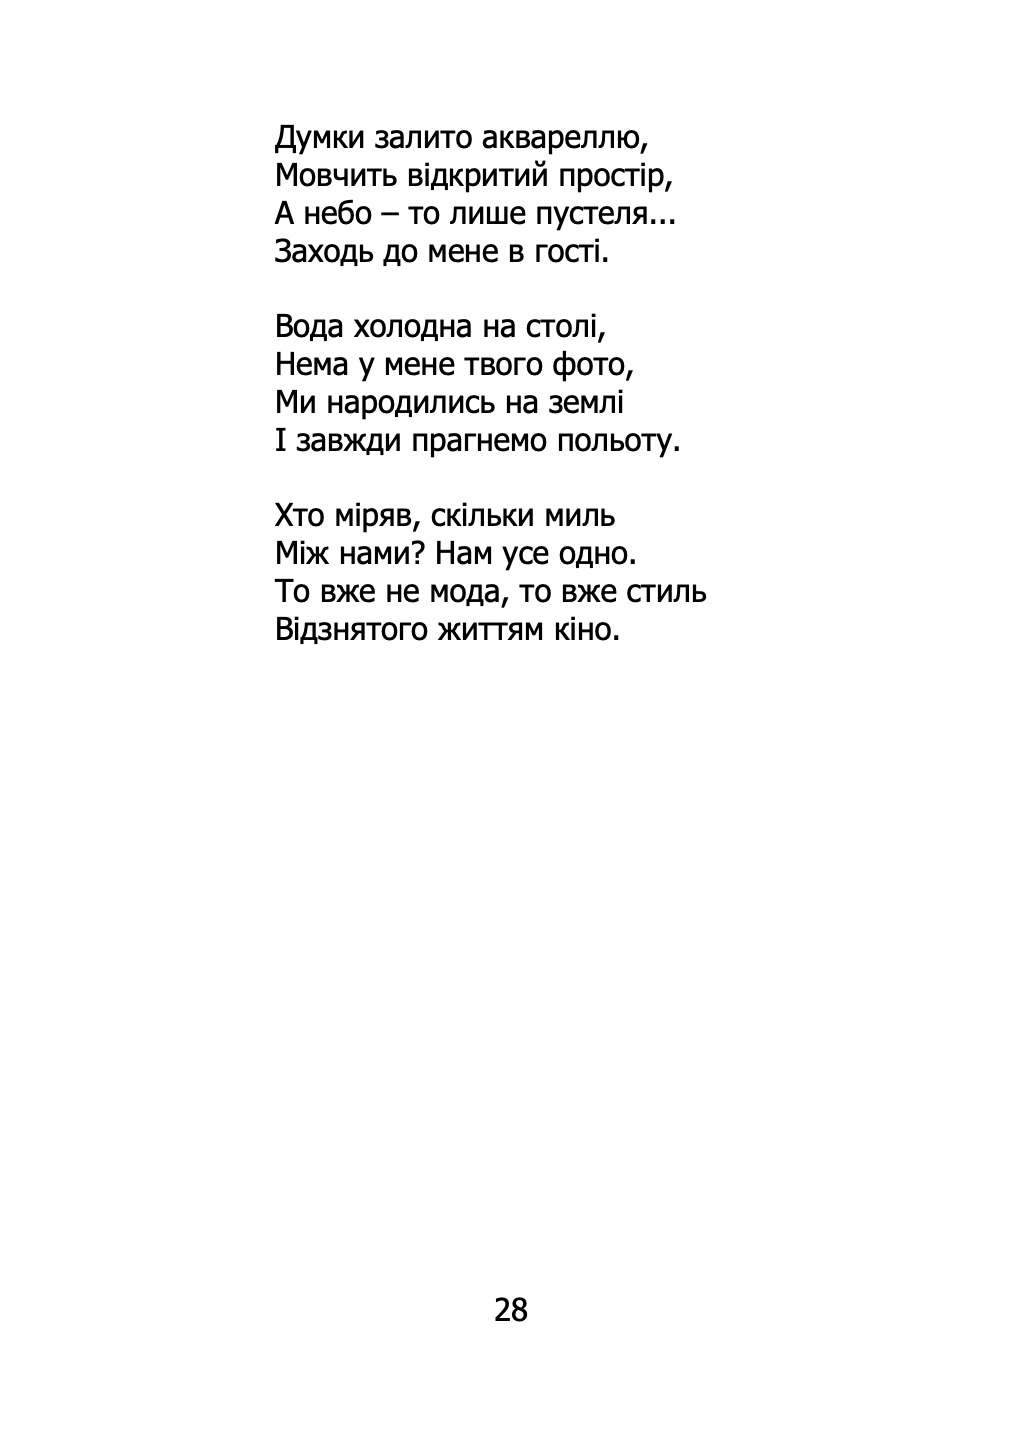 Думки залито аквареллю,
Мовчить відкритий простір,
А небо – то лише пустеля...
Заходь до мене в гості.

Вода холодна на столі,
Нема у мене твого фото,
Ми народились на землі
І завжди прагнемо польоту.

Хто міряв, скільки миль
Між нами? Нам усе одно.
То вже не мода, то вже стиль
Відзнятого життям кіно.

28